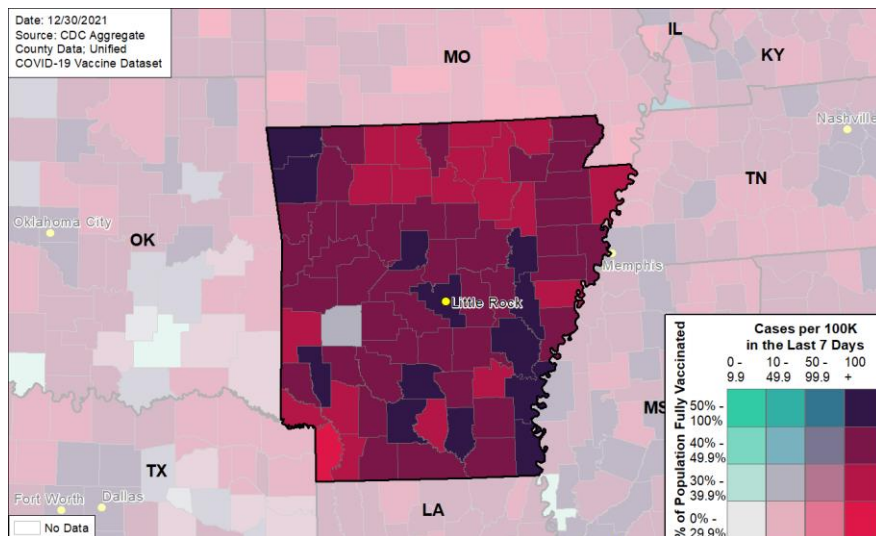 Date: 12/30/2021
Source: CDC Aggregate
County Data; Unified
COVID-19 Vaccine Dataset
IL
MO
KY
Nashville
TN
Oklahoma City
OK
Memphis
Little Rock
MS
TX
Fort Worth
Dallas
LA
No Data
Cases per 100K
in the Last 7 Days
0 -
9.9
10 -
49.9
50 -
99.9
100
+
% of Population Fully Vaccinated
50% -
100%
40% -
49.9%
30% -
39.9%
0% -
29.9%